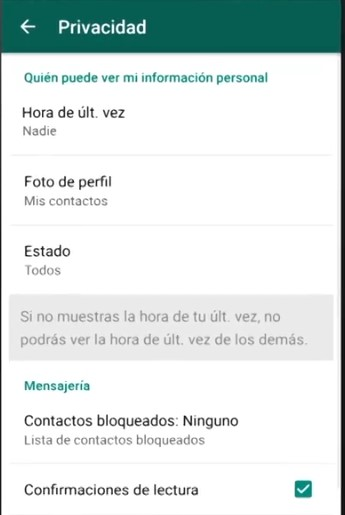 Privacidad
Quién puede ver mi información personal
Hora de últ. vez
Nadie
Foto de perfil
Mis contactos
Estado
Todos
Si no muestras la hora de tu últ. vez, no
podrás ver la hora de últ. vez de los demás.
Mensajería
Contactos bloqueados: Ninguno
Lista de contactos bloqueados
Confirmaciones de lectura